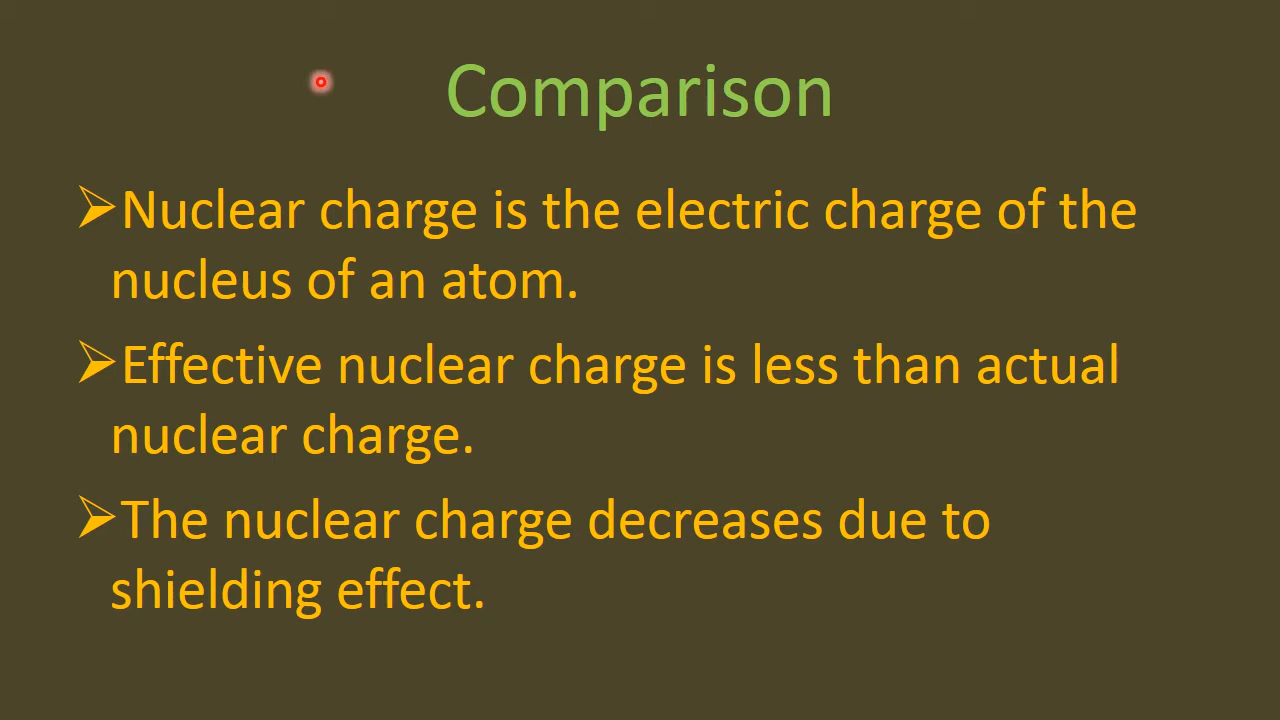 Comparison
➢Nuclear charge is the electric charge of the
nucleus of an atom.
➢Effective nuclear charge is less than actual
nuclear charge.
➢The nuclear charge decreases due to
shielding effect.